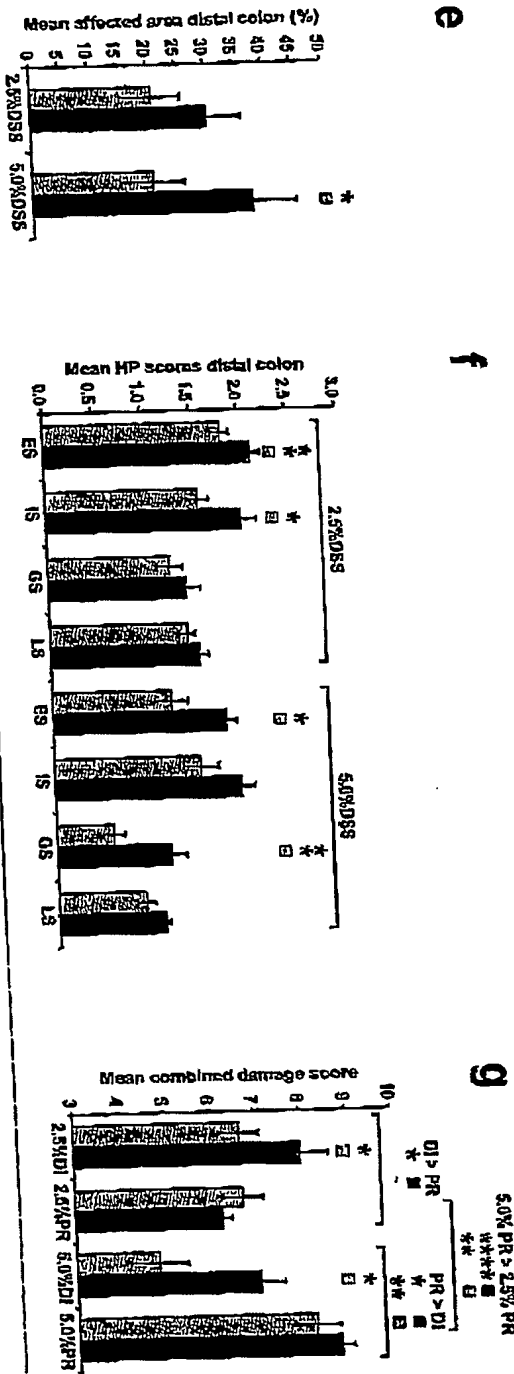 e
Mean affected area distal colon (%)
50
45
40
35
30
25
20
15
10
5
0
2.5%DSS
5.0%DSS
*
f
Mean HP scores distal colon
3.0
2.5
2.0
1.5
1.0
0.5
0.0
2.5%DSS
5.0%DSS
***
*
*
***
ES
IS
GS
LS
ES
IS
GS
LS
g
Mean combined damage score
10
9
8
7
6
5
4
3
5.0% PR > 2.5% PR
****
**
DI > PR
*
PR > DI
*
**
*
*
2.5%DI
2.5%PR
5.0%DI
5.0%PR